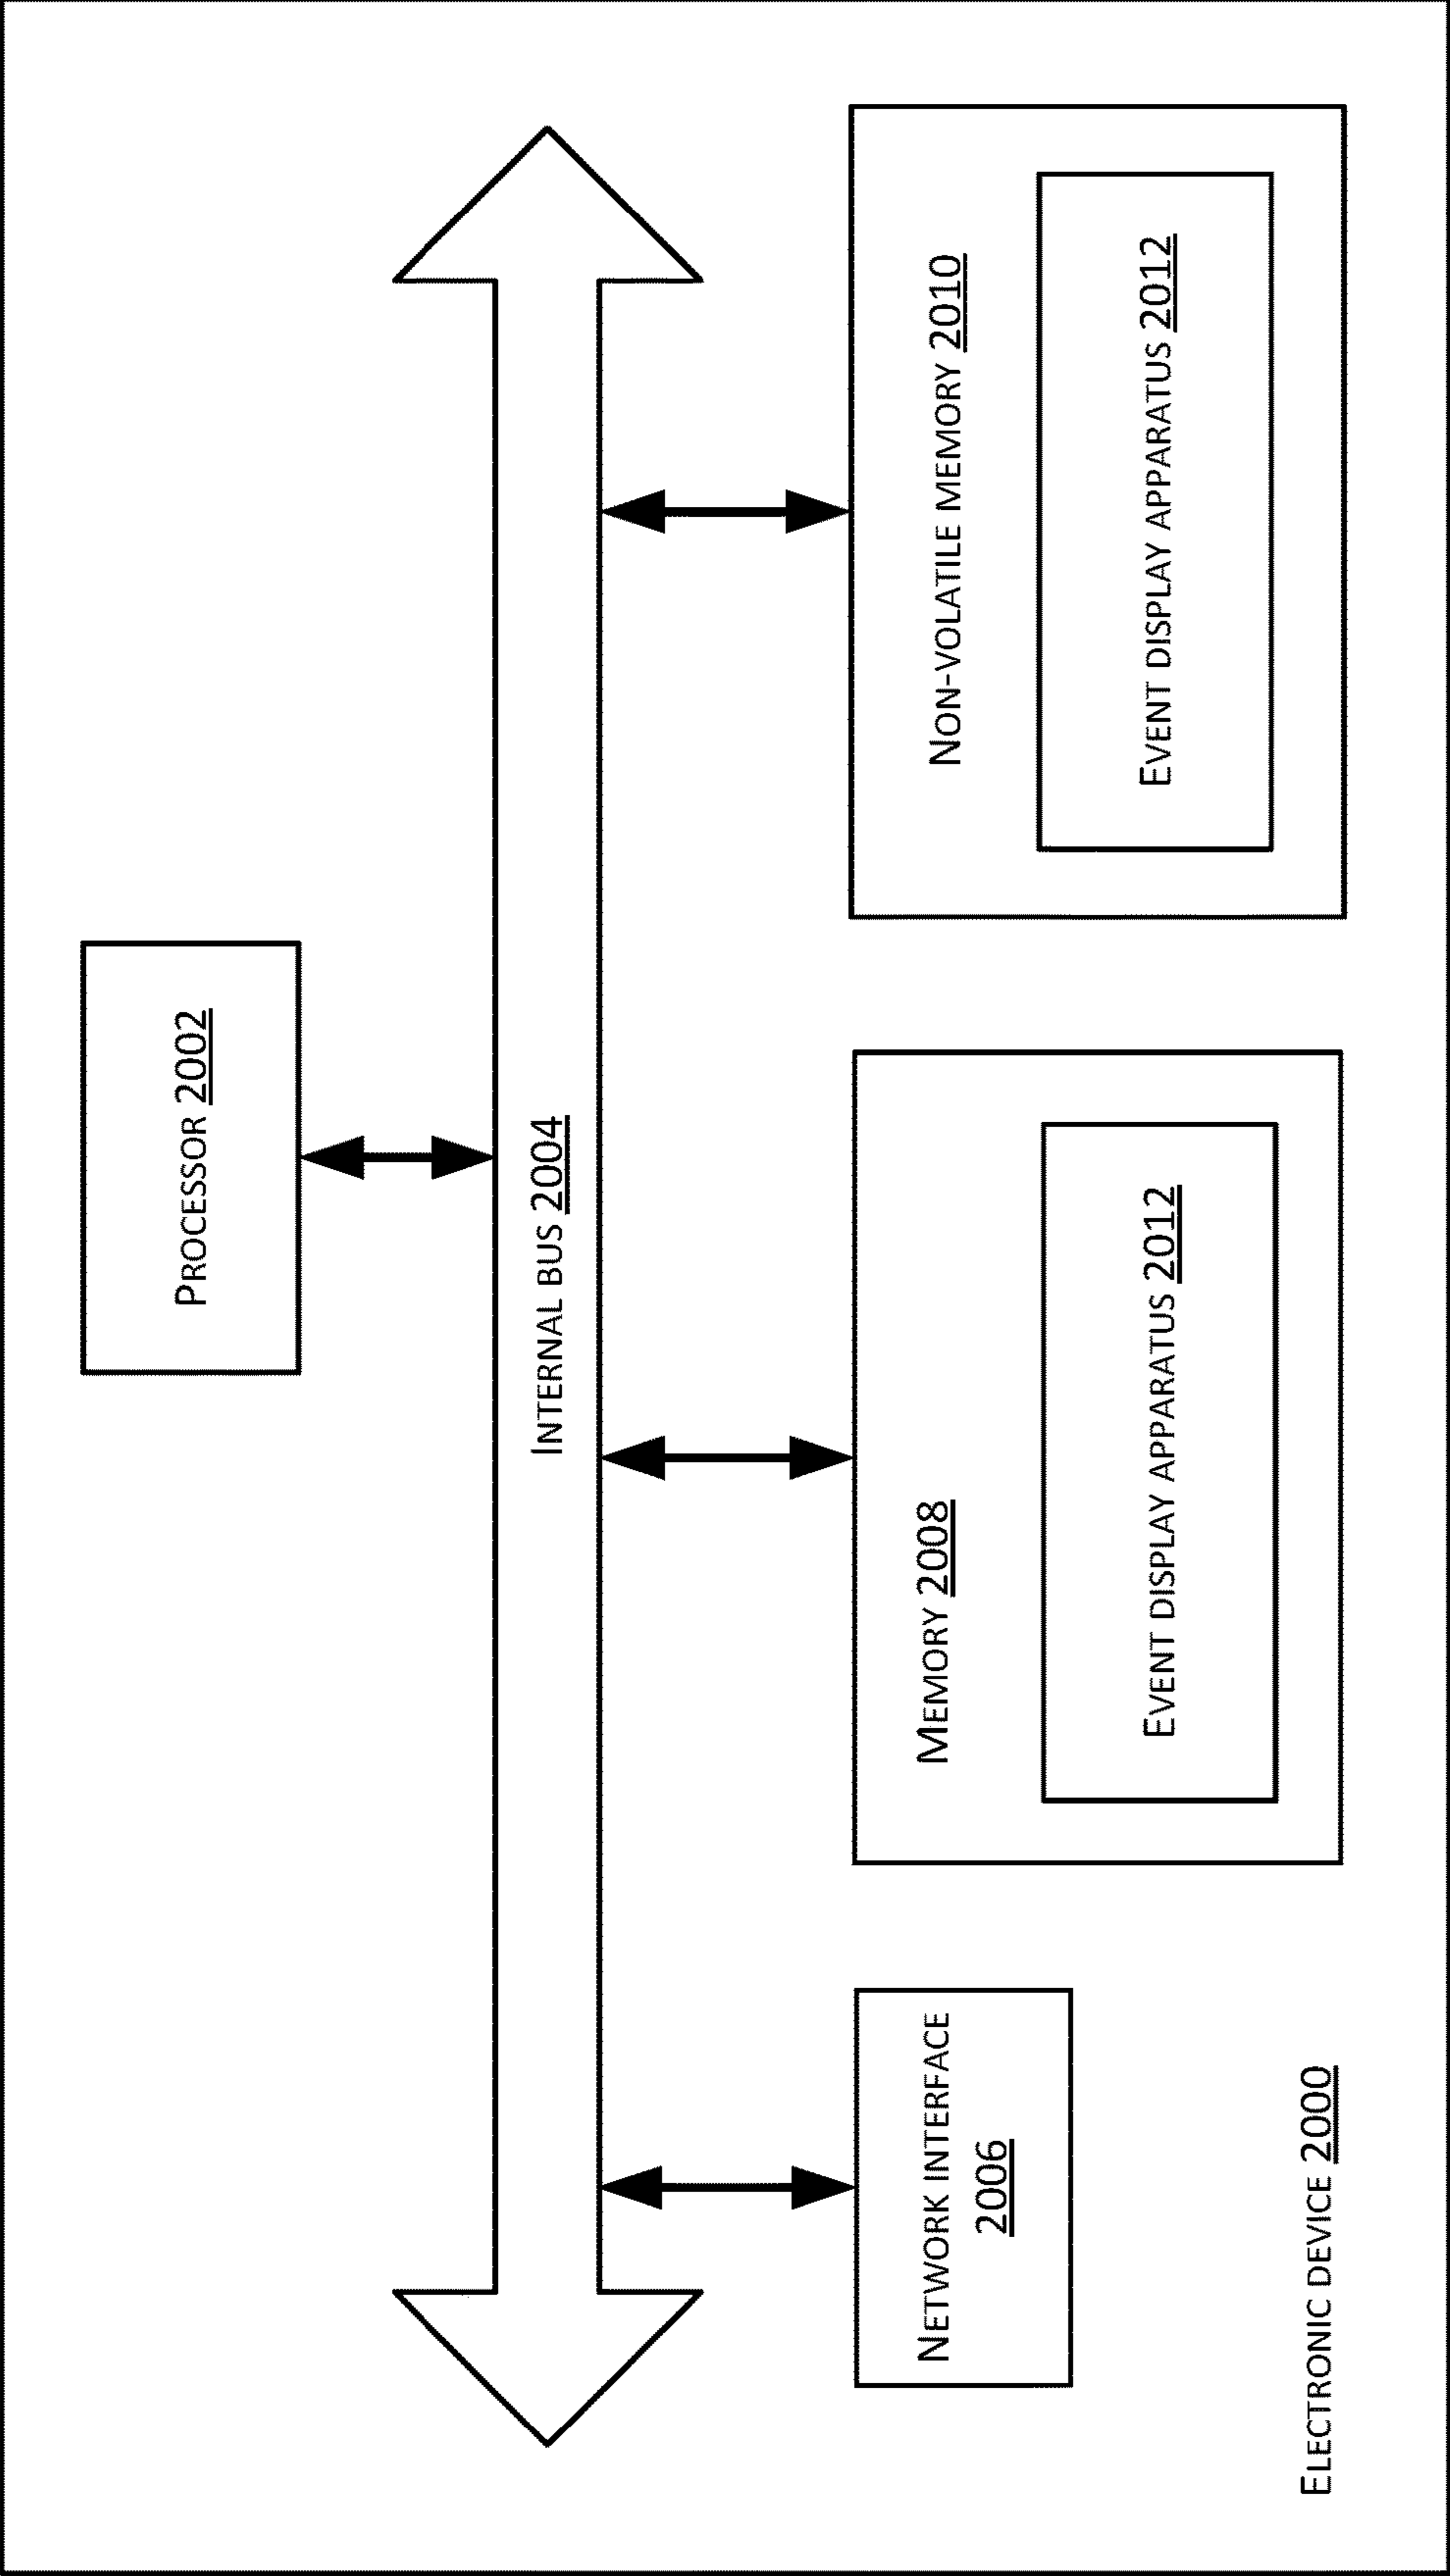 PROCESSOR 2002
INTERNAL BUS 2004
NETWORK INTERFACE
2006
MEMORY 2008
EVENT DISPLAY APPARATUS 2012
NON-VOLATILE MEMORY 2010
EVENT DISPLAY APPARATUS 2012
ELECTRONIC DEVICE 2000